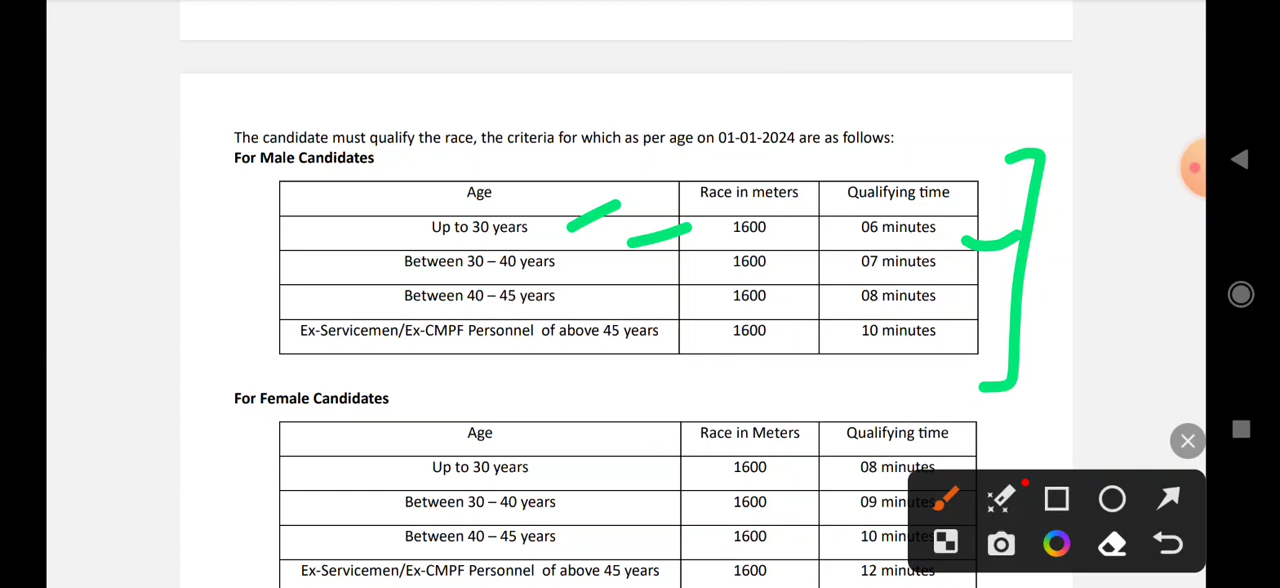 The candidate must qualify the race, the criteria for which as per age on 01-01-2024 are as follows:
For Male Candidates
Age Race in meters Qualifying time
Up to 30 years 1600 06 minutes
Between 30 – 40 years 1600 07 minutes
Between 40 – 45 years 1600 08 minutes
Ex-Servicemen/Ex-CMPF Personnel of above 45 years 1600 10 minutes
For Female Candidates
Age Race in Meters Qualifying time
Up to 30 years 1600 08 minutes
Between 30 – 40 years 1600 09 minutes
Between 40 – 45 years 1600 10 minutes
Ex-Servicemen/Ex-CMPF Personnel of above 45 years 1600 12 minutes